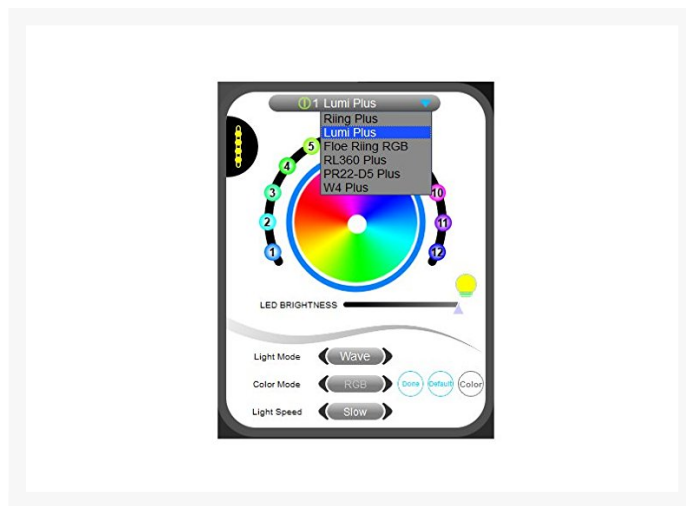 1 Lumi Plus
Riing Plus
Lumi Plus
Floe Riing RGB
RL360 Plus
PR22-D5 Plus
W4 Plus
5
4
3
2
1
10
11
12
LED BRIGHTNESS
Light Mode Wave
Color Mode RGB Done Default Color
Light Speed Slow